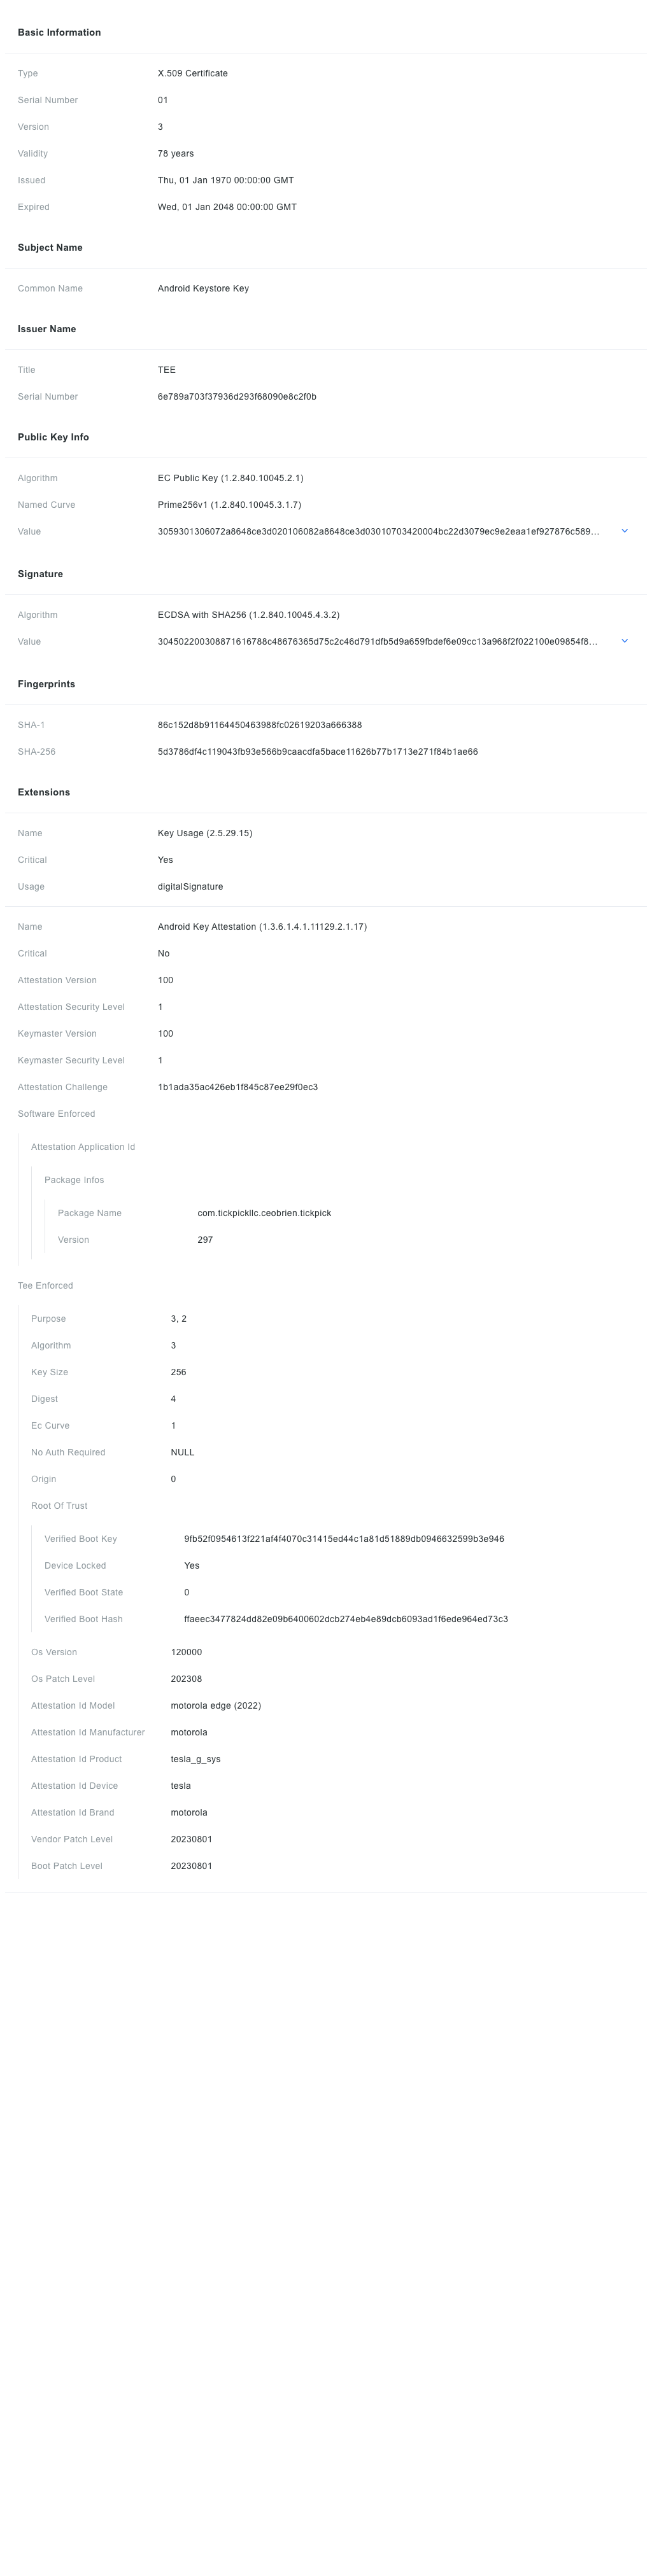 Basic Information
Type X.509 Certificate
Serial Number 01
Version 3
Validity 78 years
Issued Thu, 01 Jan 1970 00:00:00 GMT
Expired Wed, 01 Jan 2048 00:00:00 GMT
Subject Name
Common Name Android Keystore Key
Issuer Name
Title TEE
Serial Number 6e789a703f37936d293f68090e8c2f0b
Public Key Info
Algorithm EC Public Key (1.2.840.10045.2.1)
Named Curve Prime256v1 (1.2.840.10045.3.1.7)
Value 3059301306072a8648ce3d020106082a8648ce3d03010703420004bc22d3079ec9e2eaa1ef927876c589...
Signature
Algorithm ECDSA with SHA256 (1.2.840.10045.4.3.2)
Value 304502200308871616788c48676365d75c2c46d791dfb5d9a659fbdef6e09cc13a968f2f022100e09854f8...
Fingerprints
SHA-1 86c152d8b91164450463988fc02619203a666388
SHA-256 5d3786df4c119043fb93e566b9caacdfa5bace11626b77b1713e271f84b1ae66
Extensions
Name Key Usage (2.5.29.15)
Critical Yes
Usage digitalSignature
Name Android Key Attestation (1.3.6.1.4.1.11129.2.1.17)
Critical No
Attestation Version 100
Attestation Security Level 1
Keymaster Version 100
Keymaster Security Level 1
Attestation Challenge 1b1ada35ac426eb1f845c87ee29f0ec3
Software Enforced
Attestation Application Id
Package Infos
Package Name com.tickpickllc.ceobrien.tickpick
Version 297
Tee Enforced
Purpose 3, 2
Algorithm 3
Key Size 256
Digest 4
Ec Curve 1
No Auth Required NULL
Origin 0
Root Of Trust
Verified Boot Key 9fb52f0954613f221af4f4070c31415ed44c1a81d51889db0946632599b3e946
Device Locked Yes
Verified Boot State 0
Verified Boot Hash ffaeec3477824dd82e09b6400602dcb274eb4e89dcb6093ad1f6ede964ed73c3
Os Version 120000
Os Patch Level 202308
Attestation Id Model motorola edge (2022)
Attestation Id Manufacturer motorola
Attestation Id Product tesla_g_sys
Attestation Id Device tesla
Attestation Id Brand motorola
Vendor Patch Level 20230801
Boot Patch Level 20230801